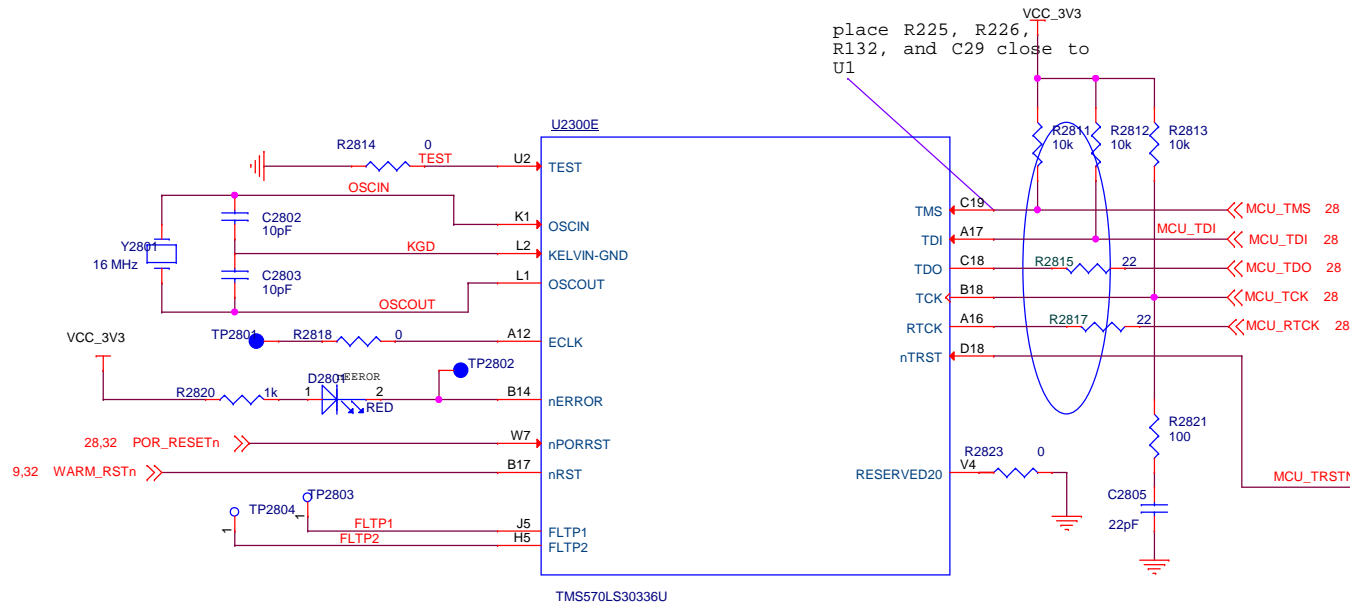 place R225, R226,
R132, and C29 close to
U1
VCC_3V3
U2300E
R2814 0
TEST
U2
TEST
OSCIN
K1
OSCIN
C2802
10pF
KGD
L2
KELVIN-GND
Y2801
16 MHz
C2803
10pF
L1
OSCOUT
OSCOUT
TP2801
R2818 0
A12
ECLK
VCC_3V3
TP2802
D2801
nEEROR
R2820 1k
1 2
RED
B14
nERROR
28,32 POR_RESETn
W7
nPORRST
9,32 WARM_RSTn
B17
nRST
TP2803
1
TP2804
1
FLTP1
J5
FLTP1
FLTP2
H5
FLTP2
R2811
10k
R2812
10k
R2813
10k
TMS
C19
MCU_TMS 28
TDI
A17
MCU_TDI
MCU_TDI 28
TDO
C18
R2815 22
MCU_TDO 28
TCK
B18
MCU_TCK 28
RTCK
A16
R2817 22
MCU_RTCK 28
nTRST
D18
R2821
100
R2823 0
RESERVED20
V4
MCU_TRSTN
C2805
22pF
TMS570LS30336U